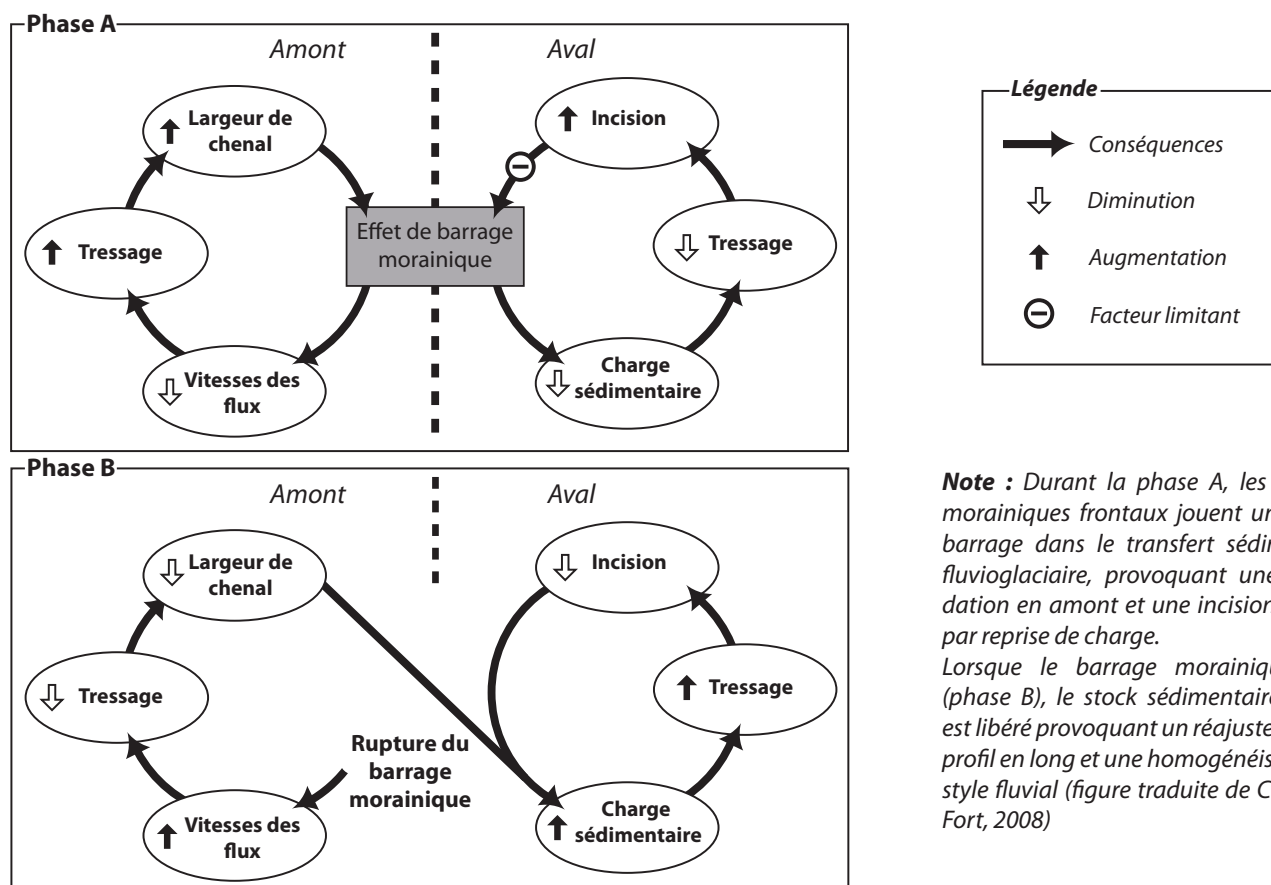 Phase A
Amont
Aval
Largeur de
chenal
Incision
Tressage
Effet de barrage
morainique
Tressage
Vitesses des
flux
Charge
sédimentaire
Phase B
Amont
Aval
Largeur de
chenal
Incision
Tressage
Tressage
Rupture du
barrage
morainique
Vitesses des
flux
Charge
sédimentaire
Légende
Conséquences
Diminution
Augmentation
Facteur limitant
Note : Durant la phase A, les
morainiques frontaux jouent un
barrage dans le transfert sédi
fluvioglaciaire, provoquant une
dation en amont et une incision
par reprise de charge.
Lorsque le barrage morainiqu
(phase B), le stock sédimentaire
est libéré provoquant un réajuste
profil en long et une homogénéis
style fluvial (figure traduite de C
Fort, 2008)